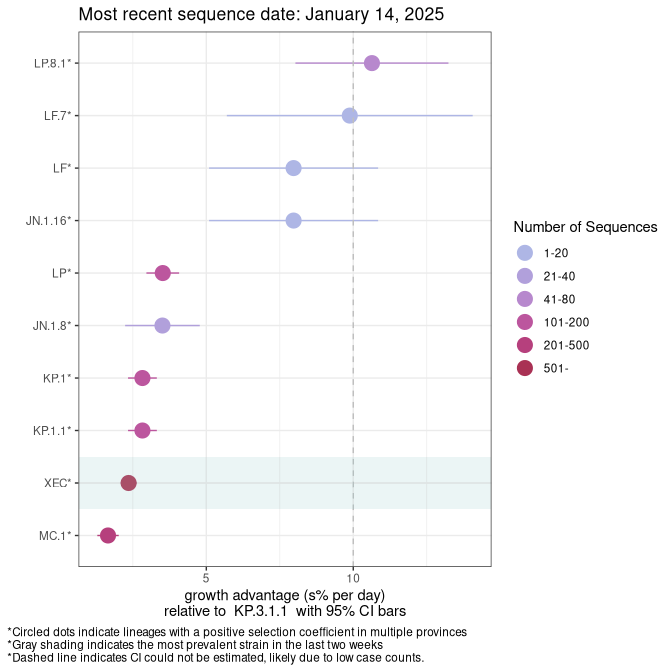 Most recent sequence date: January 14, 2025
LP.8.1*
LF.7*
LF*
JN.1.16*
LP*
JN.1.8*
KP.1*
KP.1.1*
XEC*
MC.1*
5 10
growth advantage (s% per day)
relative to KP.3.1.1 with 95% CI bars
Number of Sequences
1-20
21-40
41-80
101-200
201-500
501-
*Circled dots indicate lineages with a positive selection coefficient in multiple provinces
*Gray shading indicates the most prevalent strain in the last two weeks
*Dashed line indicates CI could not be estimated, likely due to low case counts.